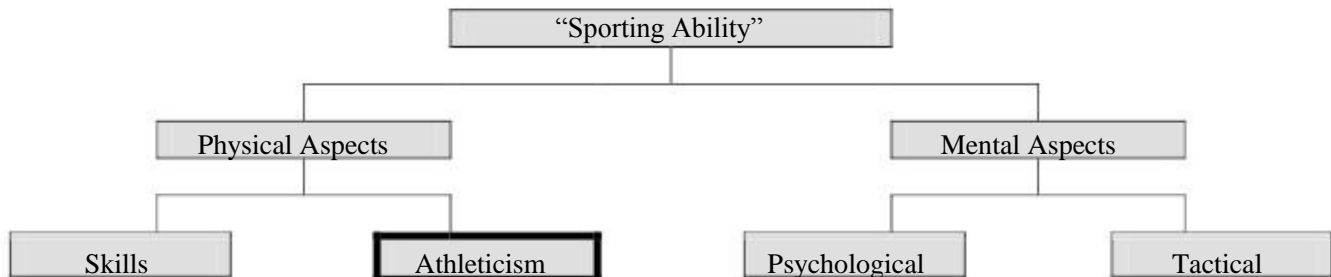 “Sporting Ability”
Physical Aspects
Mental Aspects
Skills
Athleticism
Psychological
Tactical